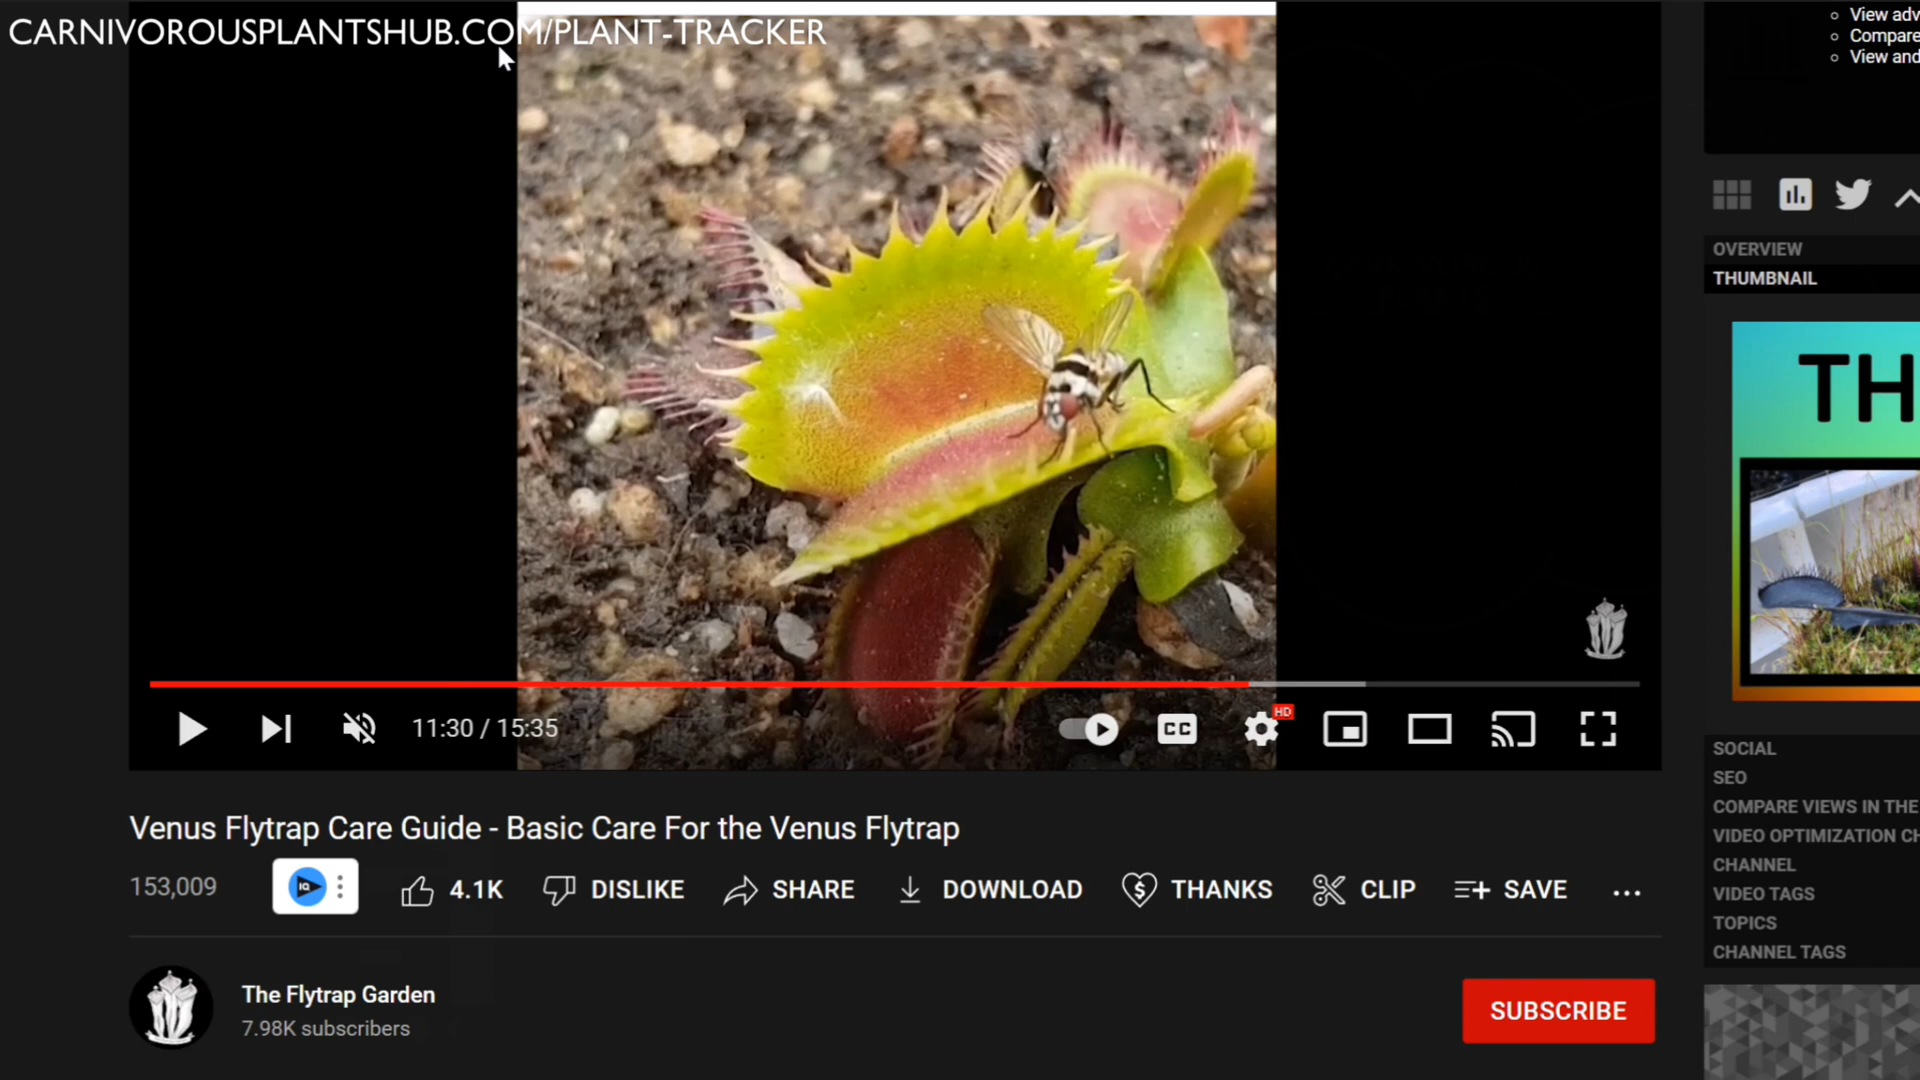 CARNIVOROUSPLANTSHUB.COM/PLANT-TRACKER
View adv
Compare
View and
OVERVIEW
THUMBNAIL
TH
HD
11:30 / 15:35
CC
Venus Flytrap Care Guide - Basic Care For the Venus Flytrap
153,009
IQ
4.1K
DISLIKE
SHARE
DOWNLOAD
$
THANKS
CLIP
SAVE
The Flytrap Garden
7.98K subscribers
SUBSCRIBE
SOCIAL
SEO
COMPARE VIEWS IN THE
VIDEO OPTIMIZATION CH
CHANNEL
VIDEO TAGS
TOPICS
CHANNEL TAGS